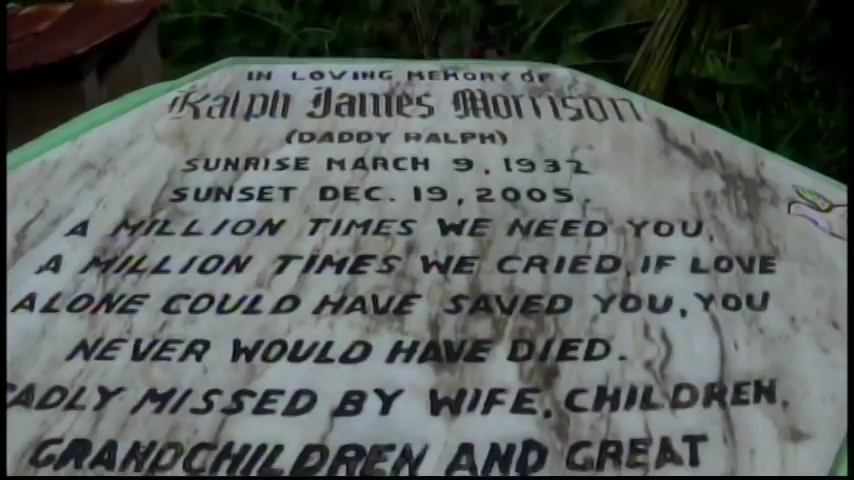 IN LOVING MEMORY OF
Ralph James Morrison
(DADDY RALPH)
SUNRISE MARCH 9, 1932
SUNSET DEC. 19, 2005.
A MILLION TIMES WE NEED YOU,
A MILLION TIMES WE CRIED, IF LOVE
ALONE COULD HAVE SAVED YOU, YOU
NEVER WOULD HAVE DIED.
ADLY MISSED BY WIFE, CHILDREN,
GRANDCHILDREN AND GREAT